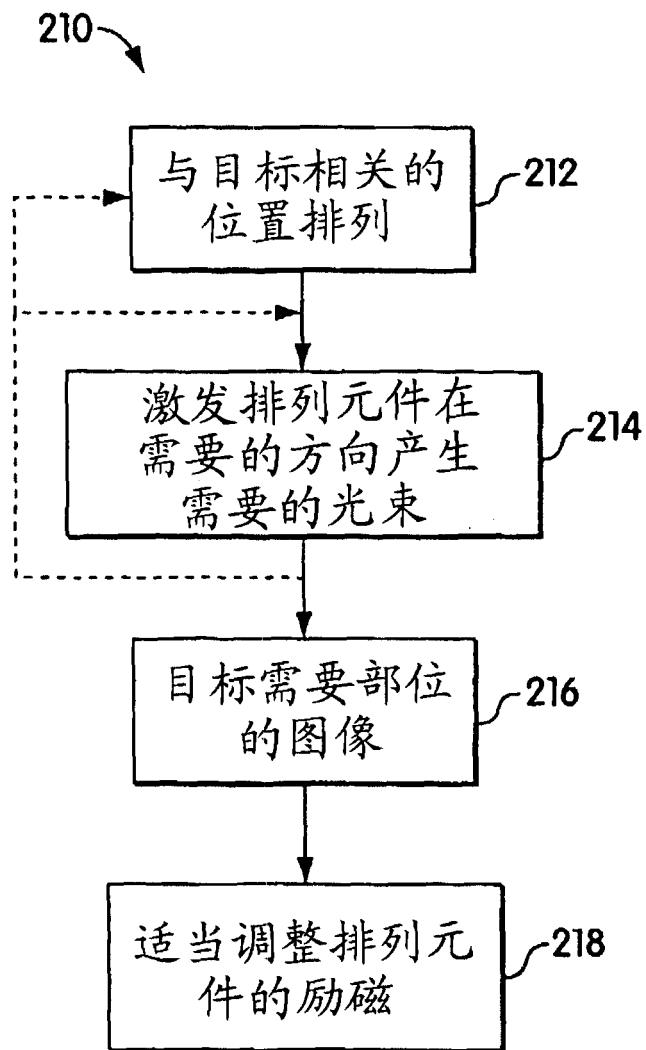 210
与目标相关的
位置排列
212
激发排列元件在
需要的方向产生
需要的光束
214
目标需要部位
的图像
216
适当调整排列元
件的励磁
218